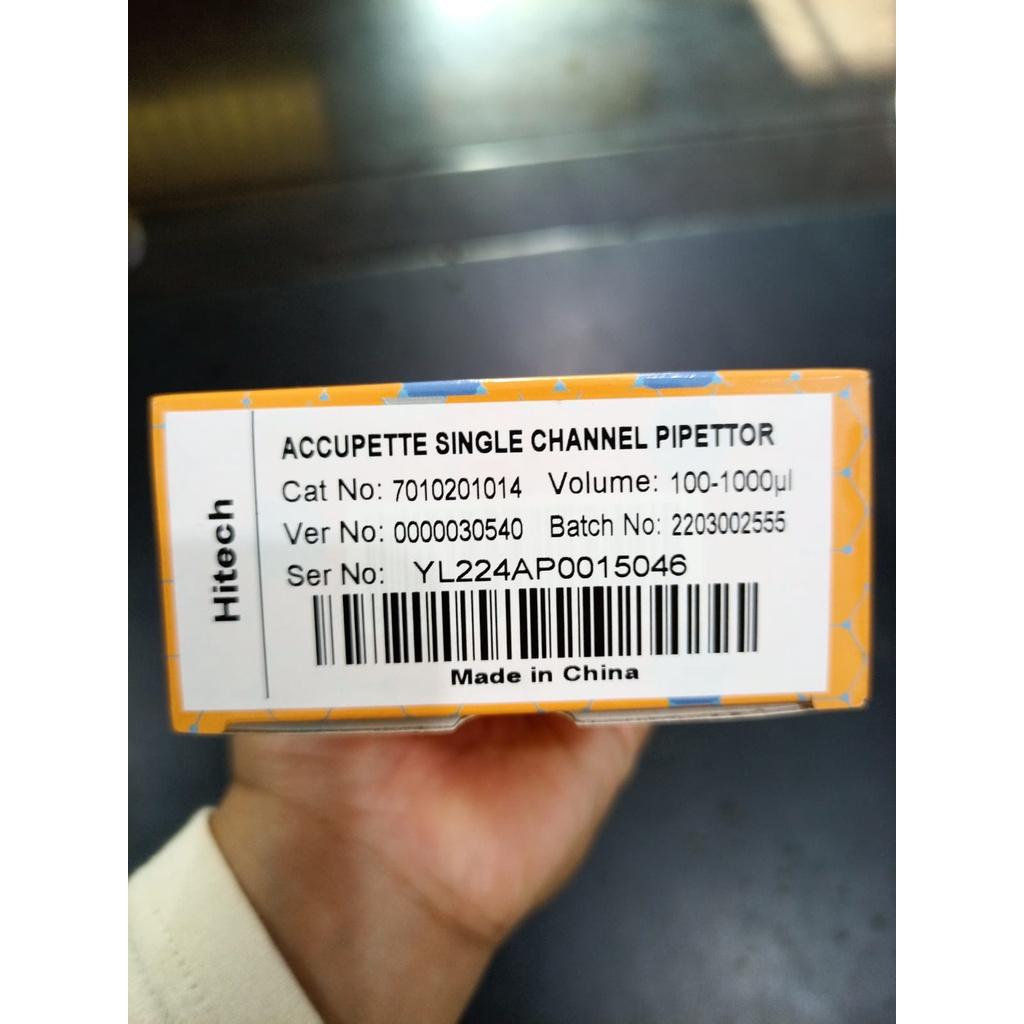 Hitech
ACCUPETTE SINGLE CHANNEL PIPETTOR
Cat No: 7010201014 Volume: 100-1000µl
Ver No: 0000030540 Batch No: 2203002555
Ser No: YL224AP0015046
Made in China